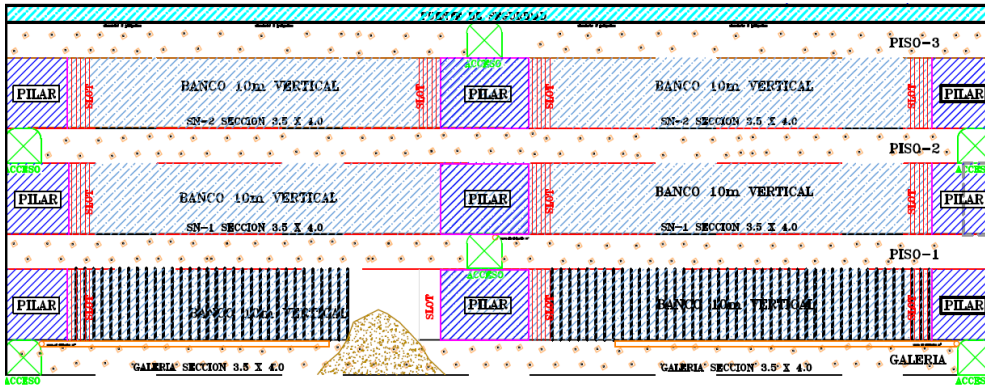 PUENTE DE SEGURIDAD
PISO-3
ACCESO
PILAR SLOT BANCO 10m VERTICAL SLOT PILAR SLOT BANCO 10m VERTICAL SLOT PILAR
SN-2 SECCION 3.5 X 4.0 SN-2 SECCION 3.5 X 4.0
PISO-2
ACCESO ACCESO
PILAR SLOT BANCO 10m VERTICAL PILAR SLOT BANCO 10m VERTICAL SLOT PILAR
SN-1 SECCION 3.5 X 4.0 SN-1 SECCION 3.5 X 4.0
PISO-1
ACCESO
PILAR SLOT BANCO 10m VERTICAL SLOT PILAR SLOT BANCO 10m VERTICAL SLOT PILAR
GALERIA
GALERIA SECCION 3.5 X 4.0 GALERIA SECCION 3.5 X 4.0
ACCESO ACCESO